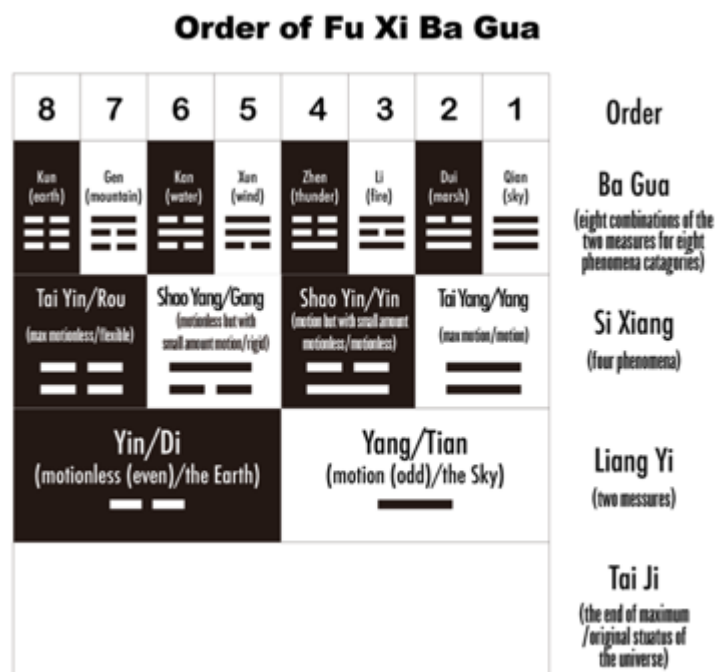 Order of Fu Xi Ba Gua
8 7 6 5 4 3 2 1 Order
Kun Gen Kan Xun Zhen Li Dui Qian
(earth) (mountain) (water) (wind) (thunder) (fire) (marsh) (sky)
Ba Gua
(eight combinations of the
two measures for eight
phenomena catagories)
Tai Yin/Rou
(max motionless/flexible)
Shao Yang/Gang
(motionless but with
small amount motion/rigid)
Shao Yin/Yin
(motion but with small amount
motionless/motionless)
Tai Yang/Yang
(max motion/motion)
Si Xiang
(four phenomena)
Yin/Di
(motionless (even)/the Earth)
Yang/Tian
(motion (odd)/the Sky)
Liang Yi
(two messures)
Tai Ji
(the end of maximum
/original stuatus of
the universe)